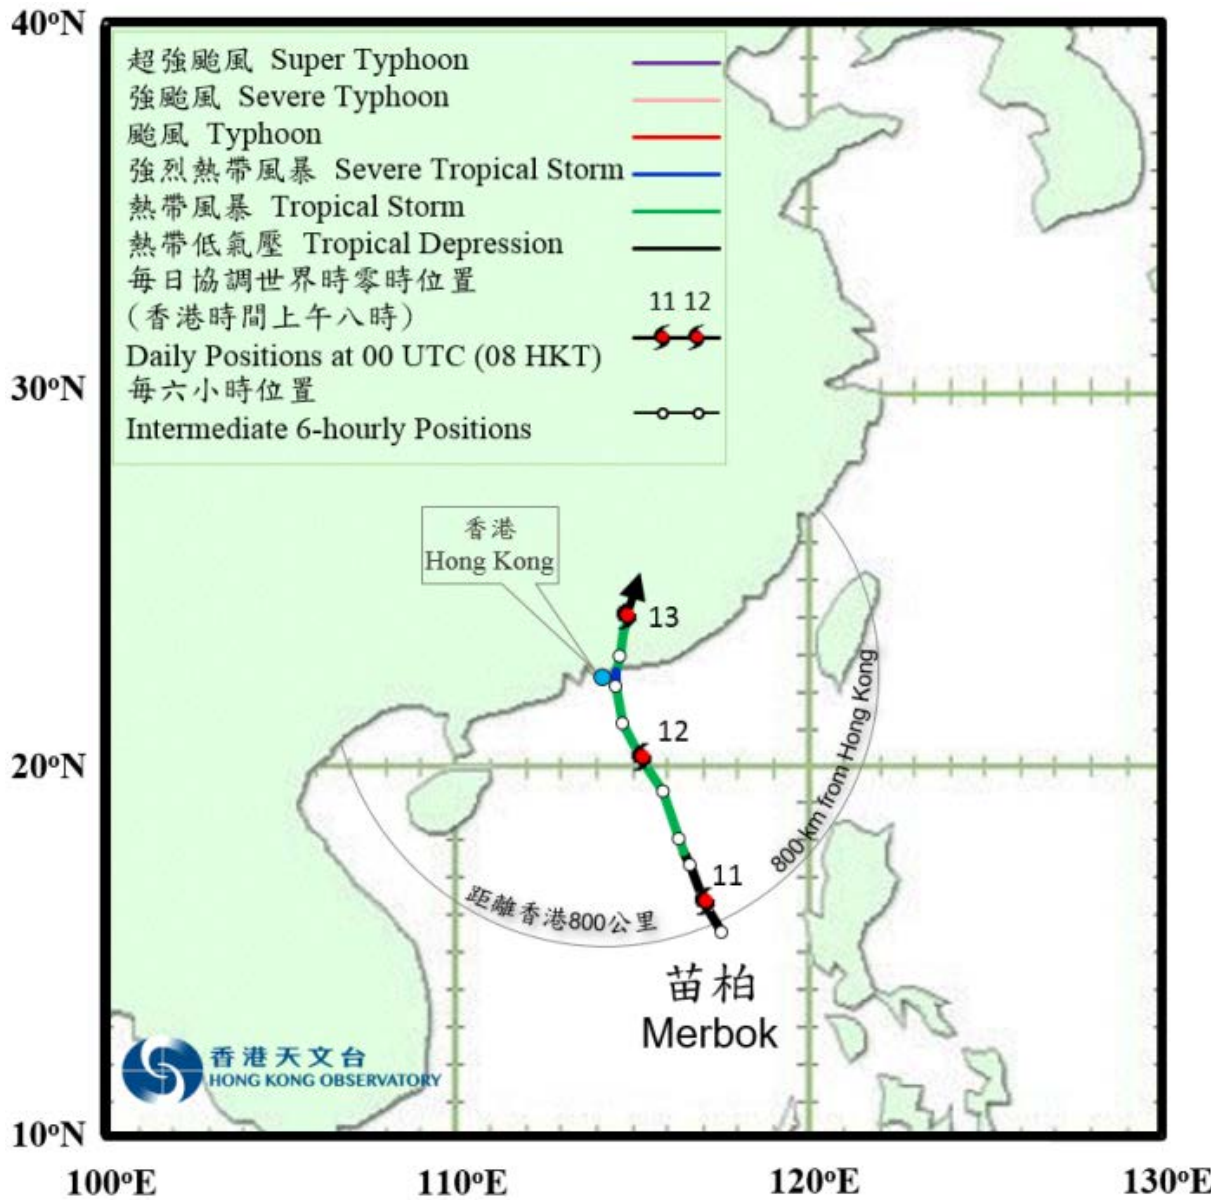 40°N
超強颱風 Super Typhoon
強颱風 Severe Typhoon
颱風 Typhoon
強烈熱帶風暴 Severe Tropical Storm
熱帶風暴 Tropical Storm
熱帶低氣壓 Tropical Depression
每日協調世界時零時位置
(香港時間上午八時)
11 12
Daily Positions at 00 UTC (08 HKT)
每六小時位置
Intermediate 6-hourly Positions
30°N
香港
Hong Kong
13
12
20°N
11
800 km from Hong Kong
距離香港800公里
苗柏
Merbok
香港天文台
HONG KONG OBSERVATORY
10°N
100°E
110°E
120°E
130°E